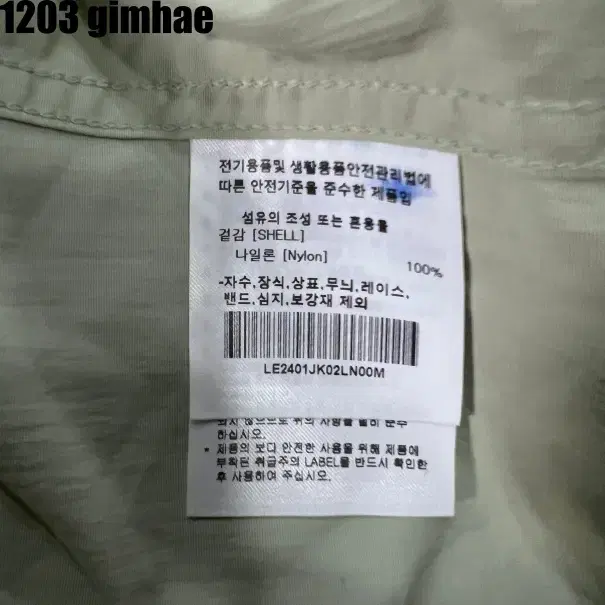 1203 gimhae
전기용품및 생활용품안전관리법에
따른 안전기준을 준수한 제품임
섬유의 조성 또는 혼용률
겉감 [SHELL]
나일론 [Nylon] 100%
-자수,장식,상표,무늬,레이스,
밴드,심지,보강재 제외
LE2401JK02LN00M
하십시오.
• 제품의 보다 안전한 사용을 위해 제품에
부착된 취급주의 LABEL을 반드시 확인한
후 사용하여 주십시오.